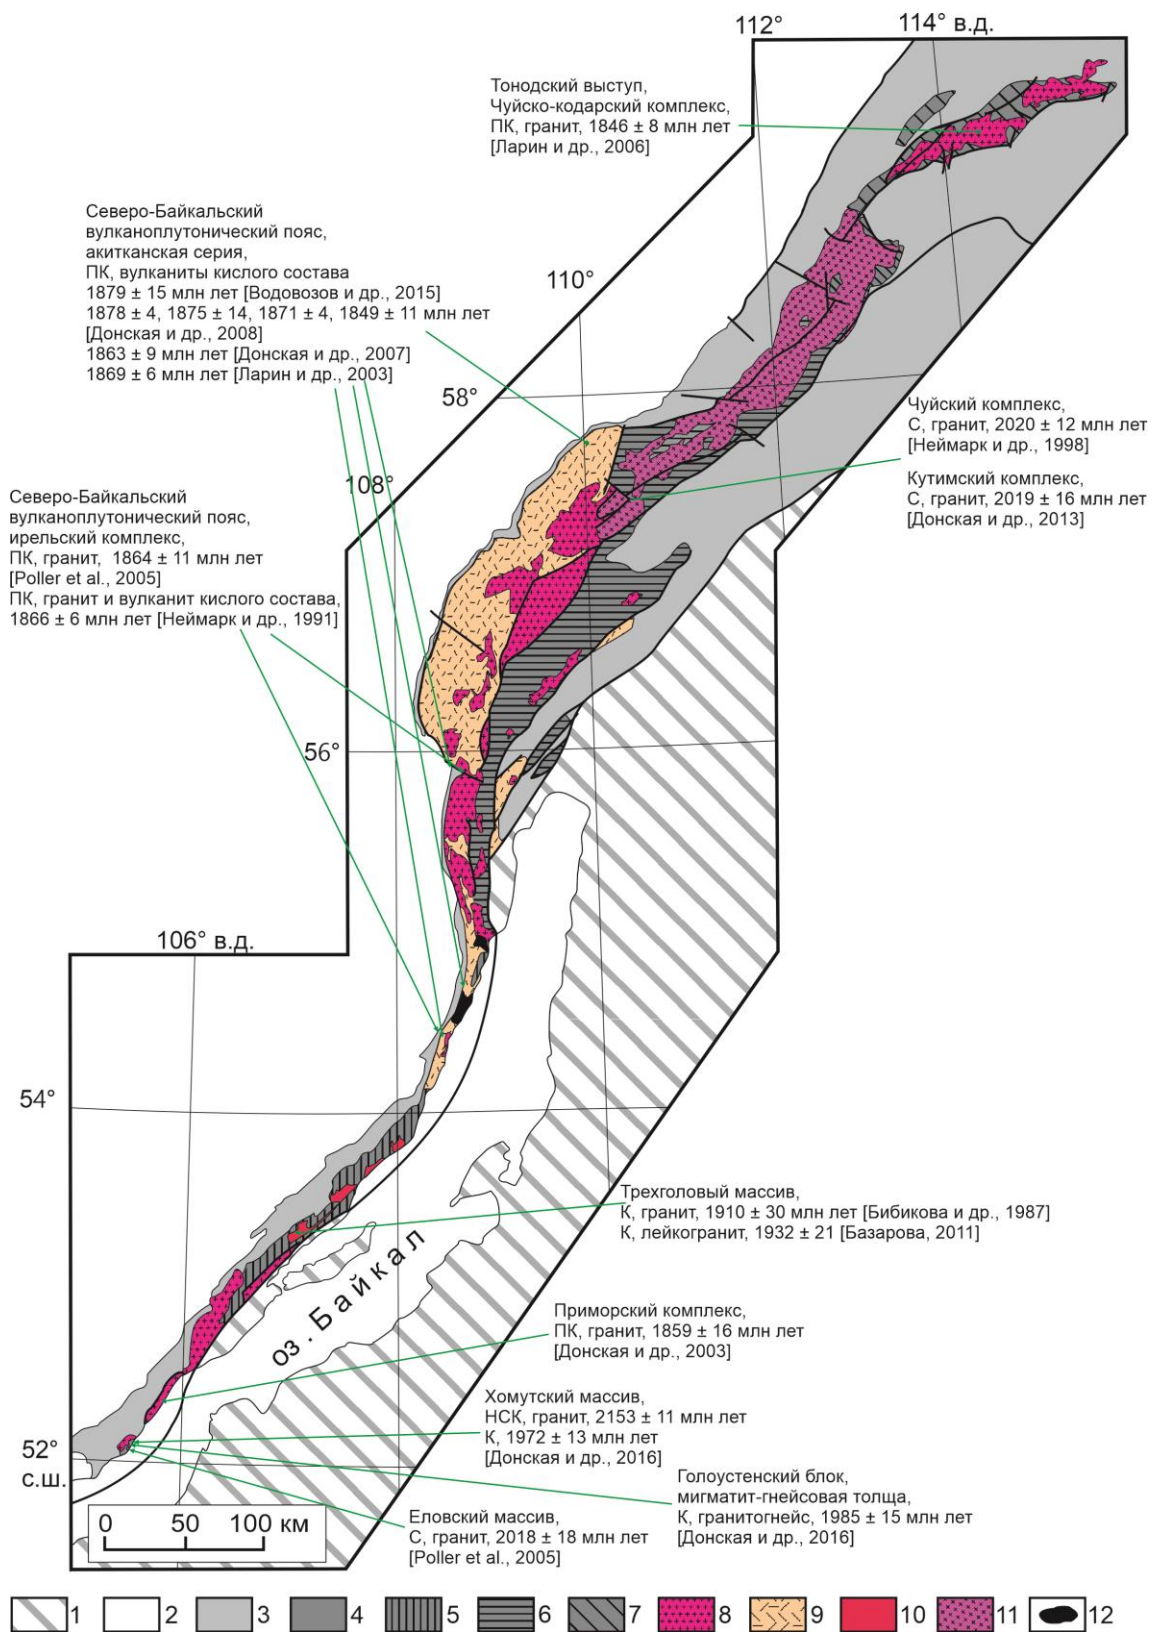 112°
114° в.д.
Тонодский выступ,
Чуйско-кодарский комплекс,
ПК, гранит, 1846 ± 8 млн лет
[Ларин и др., 2006]
Северо-Байкальский
вулканоплутонический пояс,
акитканская серия,
ПК, вулканиты кислого состава
1879 ± 15 млн лет [Водовозов и др., 2015]
1878 ± 4, 1875 ± 14, 1871 ± 4, 1849 ± 11 млн лет
[Донская и др., 2008]
1863 ± 9 млн лет [Донская и др., 2007]
1869 ± 6 млн лет [Ларин и др., 2003]
110°
58°
108°
Чуйский комплекс,
С, гранит, 2020 ± 12 млн лет
[Неймарк и др., 1998]
Кутимский комплекс,
С, гранит, 2019 ± 16 млн лет
[Донская и др., 2013]
Северо-Байкальский
вулканоплутонический пояс,
ирельский комплекс,
ПК, гранит, 1864 ± 11 млн лет
[Poller et al., 2005]
ПК, гранит и вулканит кислого состава,
1866 ± 6 млн лет [Неймарк и др., 1991]
56°
106° в.д.
54°
Трехголовый массив,
К, гранит, 1910 ± 30 млн лет [Бибикова и др., 1987]
К, лейкогранит, 1932 ± 21 [Базарова, 2011]
оз. Байкал
Приморский комплекс,
ПК, гранит, 1859 ± 16 млн лет
[Донская и др., 2003]
Хомутский массив,
НСК, гранит, 2153 ± 11 млн лет
К, 1972 ± 13 млн лет
[Донская и др., 2016]
52°
с.ш.
Голоустенский блок,
мигматит-гнейсовая толща,
К, гранитогнейс, 1985 ± 15 млн лет
[Донская и др., 2016]
Еловский массив,
С, гранит, 2018 ± 18 млн лет
[Poller et al., 2005]
0 50 100 км
1 2 3 4 5 6 7 8 9 10 11 12